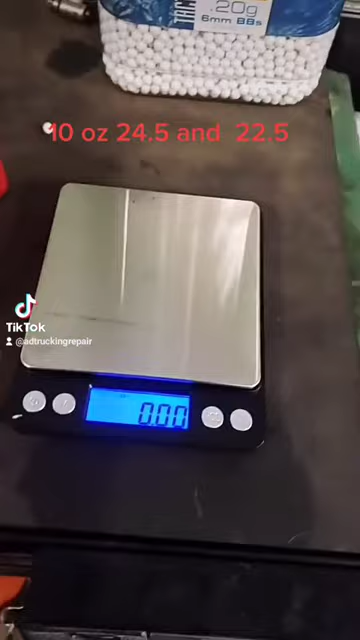 .20g
6mm BBs
10 oz 24.5 and 22.5
TikTok
@adtruckingrepair
0.00